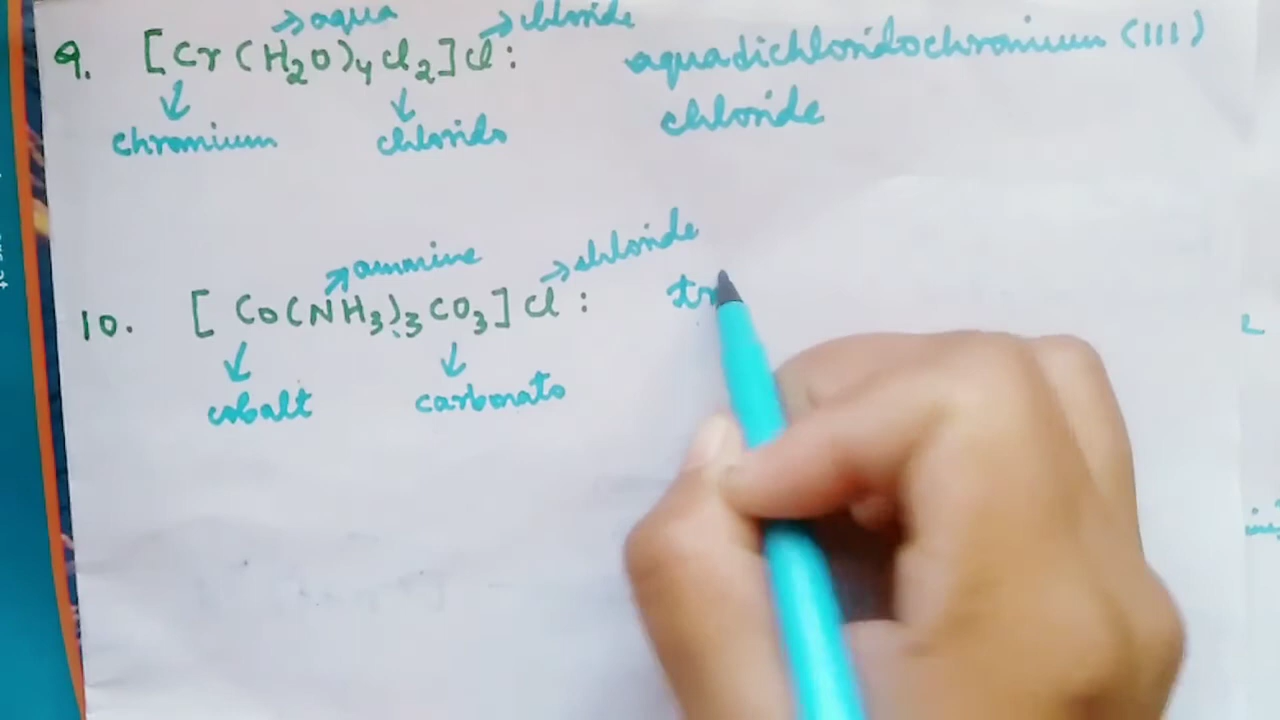 →aqua →chloride
9. [Cr(H₂O)₄Cl₂]Cl: aquadichloridochromium (III)
chromium chlorido chloride
→ammine →chloride
10. [Co(NH₃)₃CO₃]Cl: tr
cobalt carbonato